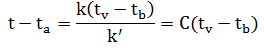 t − tₐ = k(tᵥ − t_b) / k′ = C(tᵥ − t_b)